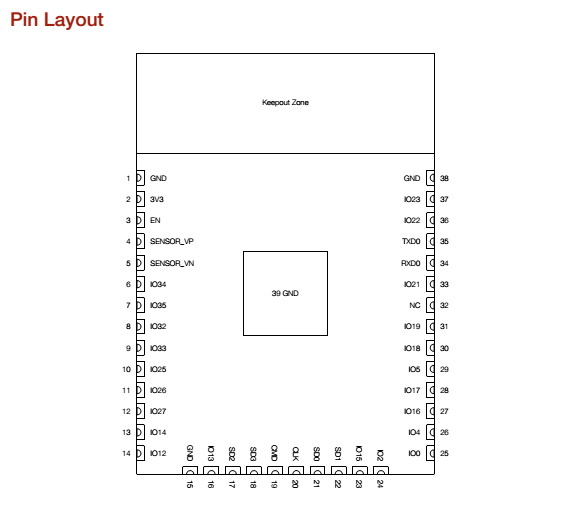 Pin Layout
Keepout Zone
1 GND
2 3V3
3 EN
4 SENSOR_VP
5 SENSOR_VN
6 IO34
7 IO35
8 IO32
9 IO33
10 IO25
11 IO26
12 IO27
13 IO14
14 IO12
39 GND
GND 38
IO23 37
IO22 36
TXD0 35
RXD0 34
IO21 33
NC 32
IO19 31
IO18 30
IO5 29
IO17 28
IO16 27
IO4 26
IO0 25
GND 15
IO13 16
SD2 17
SD3 18
CMD 19
CLK 20
SD0 21
SD1 22
IO15 23
IO2 24